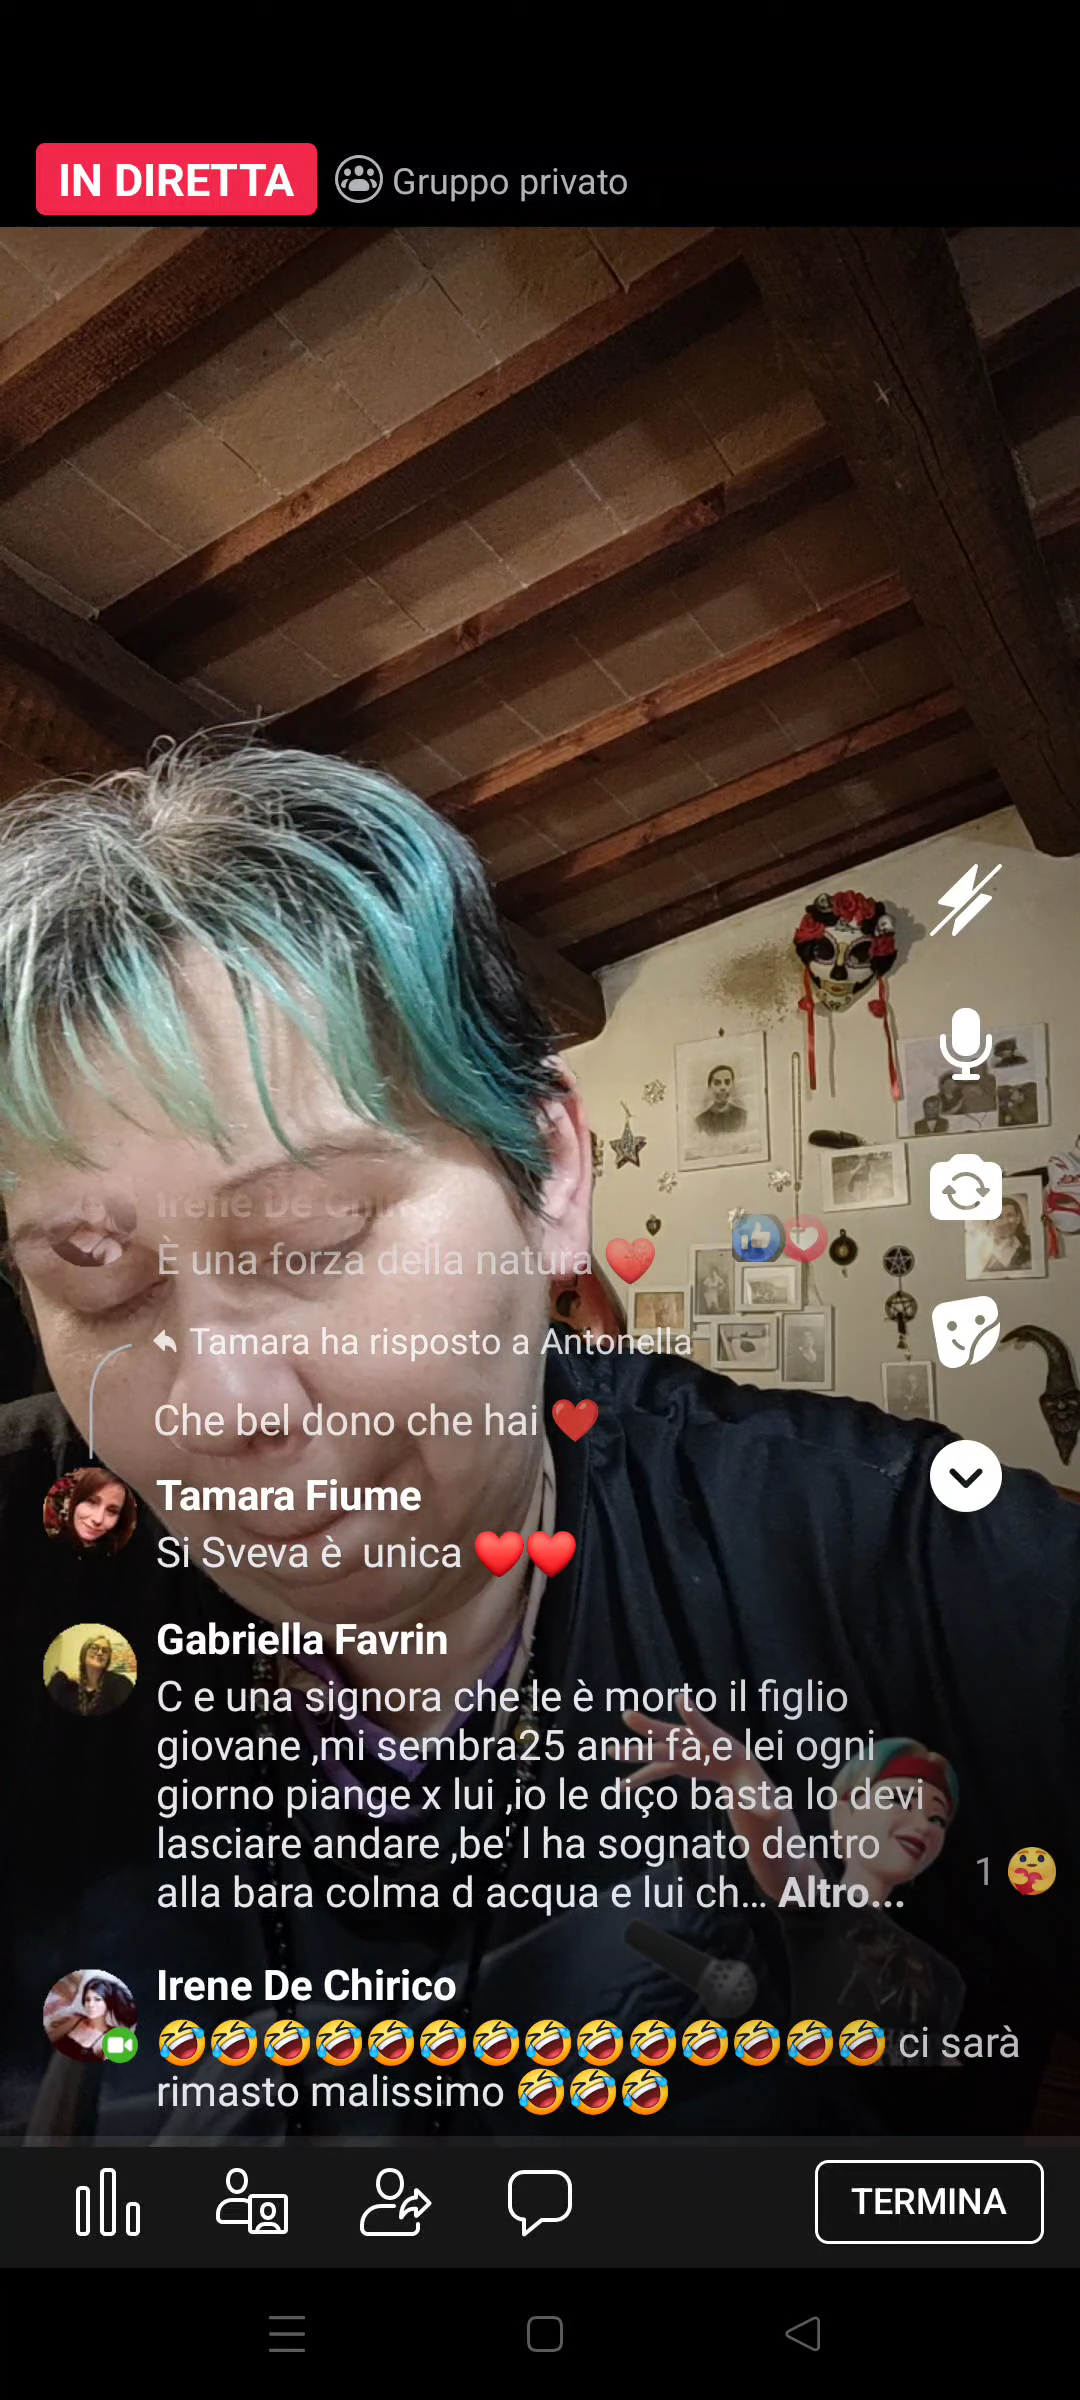 IN DIRETTA
Gruppo privato
Irene De Chirico
È una forza della natura ❤️
Tamara ha risposto a Antonella
Che bel dono che hai ❤️
Tamara Fiume
Si Sveva è unica ❤️❤️
Gabriella Favrin
C e una signora che le è morto il figlio
giovane ,mi sembra25 anni fà,e lei ogni
giorno piange x lui ,io le diço basta lo devi
lasciare andare ,be' l ha sognato dentro
alla bara colma d acqua e lui ch... Altro...
1 🤗
Irene De Chirico
🤣🤣🤣🤣🤣🤣🤣🤣🤣🤣🤣🤣🤣🤣 ci sarà
rimasto malissimo 🤣🤣🤣
TERMINA